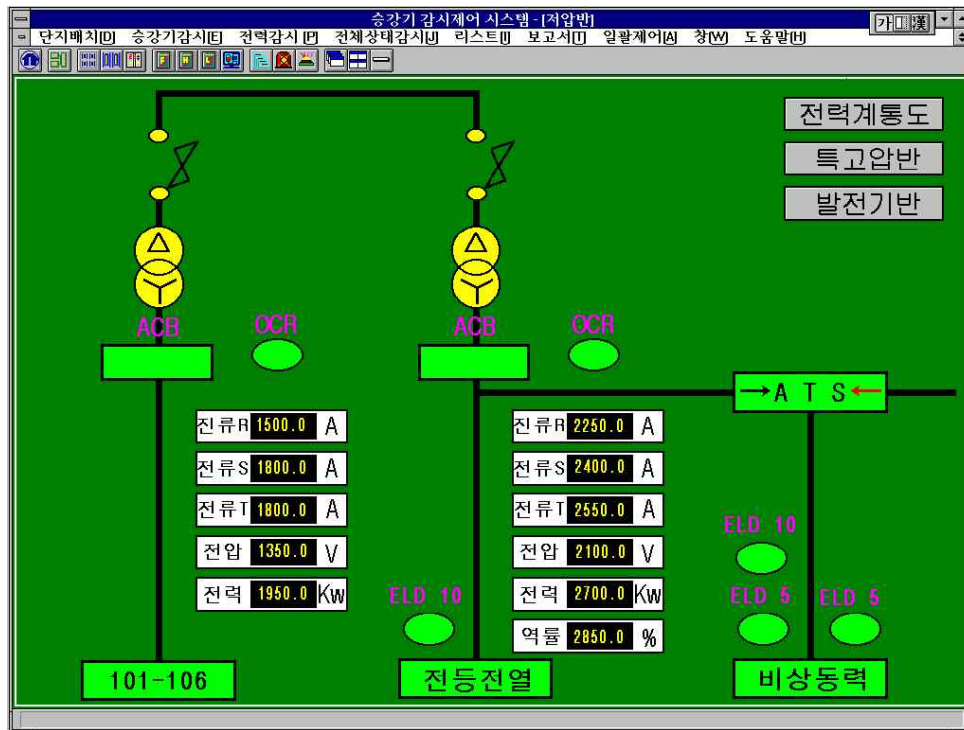 승강기 감시제어 시스템 - [저압반]
가 漢
단지배치[D] 승강기감시[E] 전력감시 [P] 전체상태감시[J] 리스트[I] 보고서[T] 일괄제어[A] 창[W] 도움말[H]
전력계통도
특고압반
발전기반
ACB OCR ACB OCR
→A T S←
진류R 1500.0 A
전류S 1800.0 A
전류T 1800.0 A
전압 1350.0 V
전력 1950.0 Kw
진류R 2250.0 A
전류S 2400.0 A
전류T 2550.0 A
전압 2100.0 V
전력 2700.0 Kw
역률 2850.0 %
ELD 10
ELD 10
ELD 5 ELD 5
101-106
전등전열
비상동력